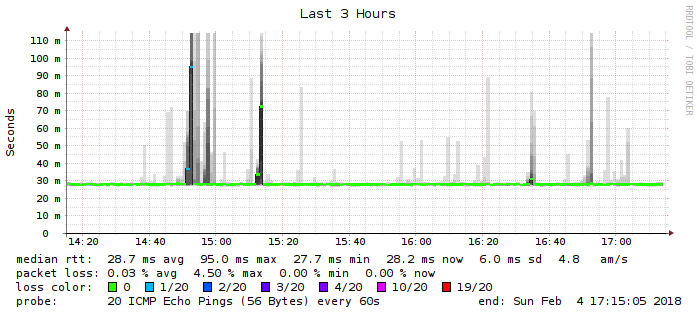 Last 3 Hours
RRDTOOL / TOBI OETIKER
Seconds
110 m
100 m
90 m
80 m
70 m
60 m
50 m
40 m
30 m
20 m
10 m
0
14:20 14:40 15:00 15:20 15:40 16:00 16:20 16:40 17:00
median rtt: 28.7 ms avg 95.0 ms max 27.7 ms min 28.2 ms now 6.0 ms sd 4.8 am/s
packet loss: 0.03 % avg 4.50 % max 0.00 % min 0.00 % now
loss color: 0 1/20 2/20 3/20 4/20 10/20 19/20
probe: 20 ICMP Echo Pings (56 Bytes) every 60s end: Sun Feb 4 17:15:05 2018